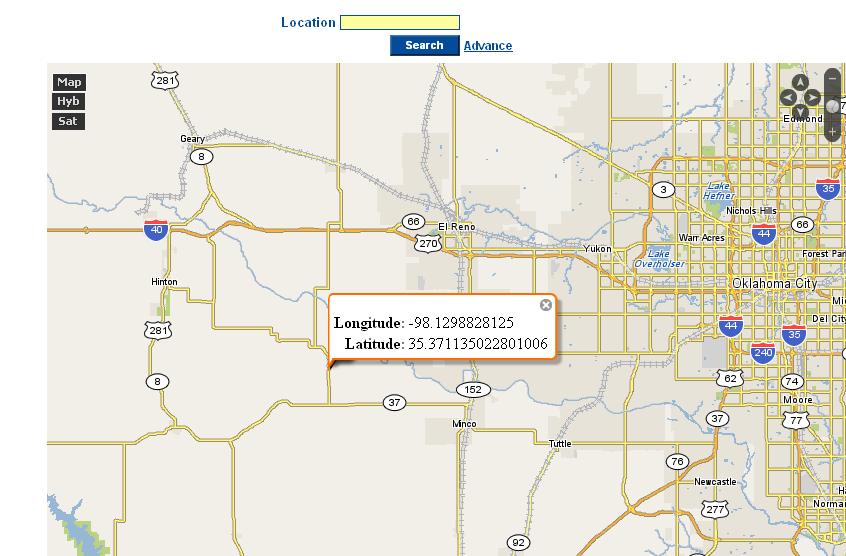 Location
Search Advance
Map
Hyb
Sat
281
Geary
8
Edmond
35
3
Lake
Hefner
Nichols Hills
40
66
El Reno
270
Yukon
Warr Acres
44
66
Lake
Overholser
Forest Par
Hinton
Oklahoma City
Longitude: -98.1298828125
Latitude: 35.371135022801006
Mi
Del City
281
44
35
240
8
37
152
62
74
Moore
Minco
37
77
Tuttle
76
Newcastle
277
Norman
92